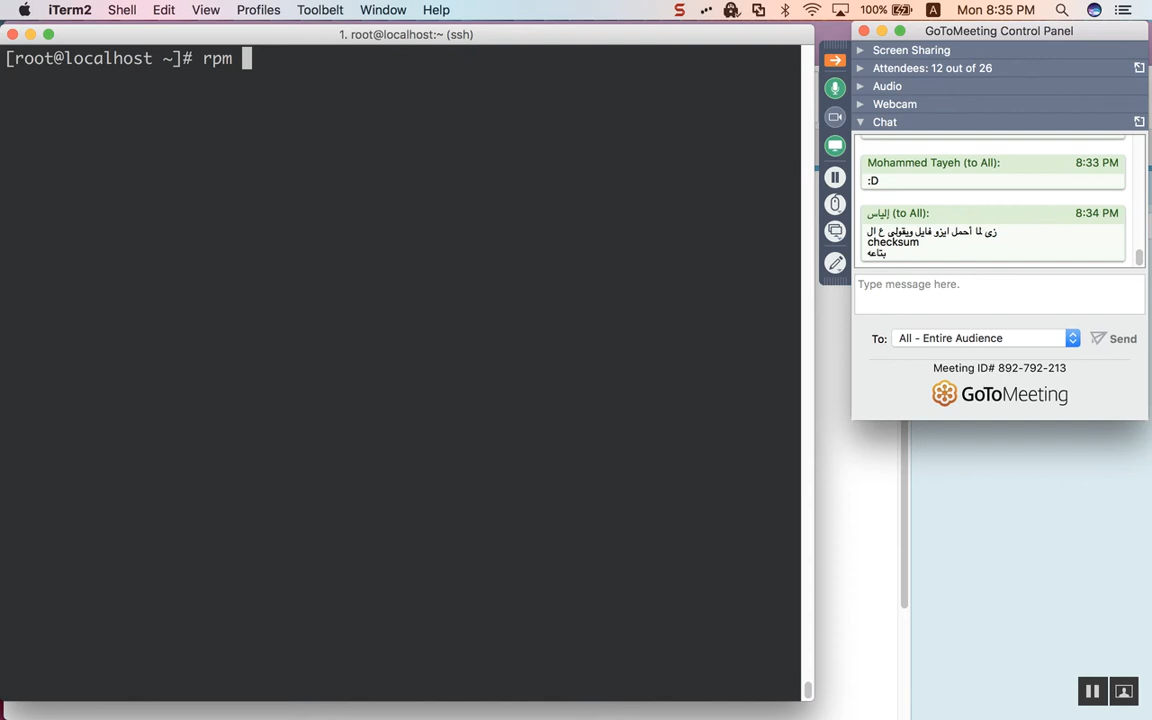 iTerm2 Shell Edit View Profiles Toolbelt Window Help 100% A Mon 8:35 PM
1. root@localhost:~ (ssh)
[root@localhost ~]# rpm
GoToMeeting Control Panel
Screen Sharing
Attendees: 12 out of 26
Audio
Webcam
Chat
Mohammed Tayeh (to All): 8:33 PM
:D
إلياس (to All): 8:34 PM
زى لما أحمل ايزو فايل ويقولى ع ال
checksum
بتاعه
Type message here.
To: All - Entire Audience Send
Meeting ID# 892-792-213
GoToMeeting